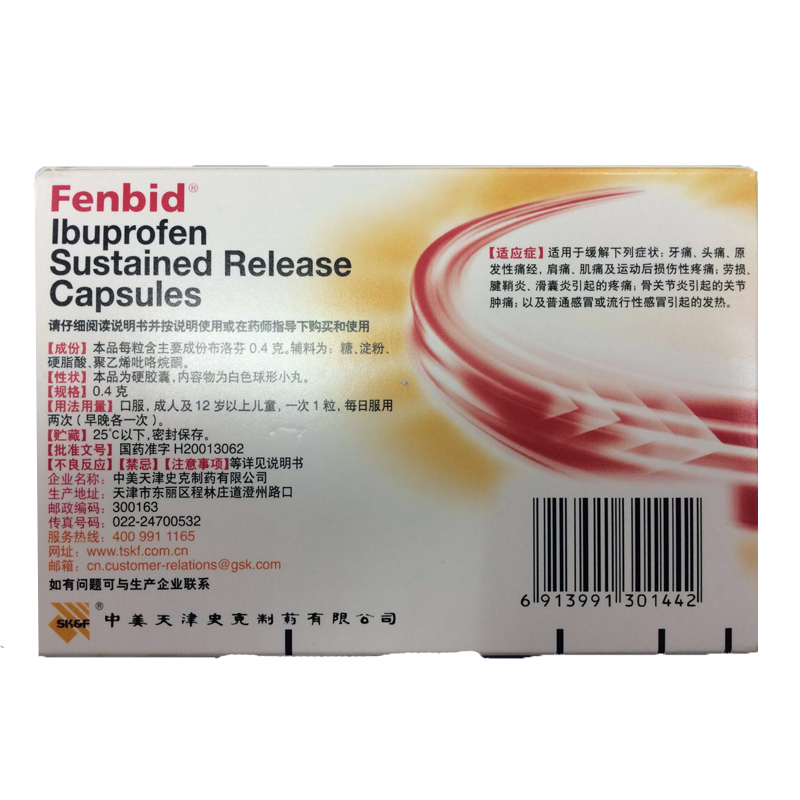 Fenbid®
Ibuprofen
Sustained Release
Capsules
请仔细阅读说明书并按说明使用或在药师指导下购买和使用
【成份】本品每粒含主要成份布洛芬0.4克。辅料为：糖、淀粉、
硬脂酸、聚乙烯吡咯烷酮。
【性状】本品为硬胶囊，内容物为白色球形小丸。
【规格】0.4克
【用法用量】口服，成人及12岁以上儿童，一次1粒，每日服用
两次（早晚各一次）。
【贮藏】25℃以下，密封保存。
【批准文号】国药准字 H20013062
【不良反应】【禁忌】【注意事项】等详见说明书
企业名称：中美天津史克制药有限公司
生产地址：天津市东丽区程林庄道澄州路口
邮政编码：300163
传真号码：022-24700532
服务热线：400 991 1165
网址：www.tskf.com.cn
邮箱：cn.customer-relations@gsk.com
如有问题可与生产企业联系
SK&F® 中美天津史克制药有限公司
【适应症】适用于缓解下列症状：牙痛、头痛、原
发性痛经、肩痛、肌痛及运动后损伤性疼痛；劳损、
腱鞘炎、滑囊炎引起的疼痛；骨关节炎引起的关节
肿痛；以及普通感冒或流行性感冒引起的发热。
6 913991 301442